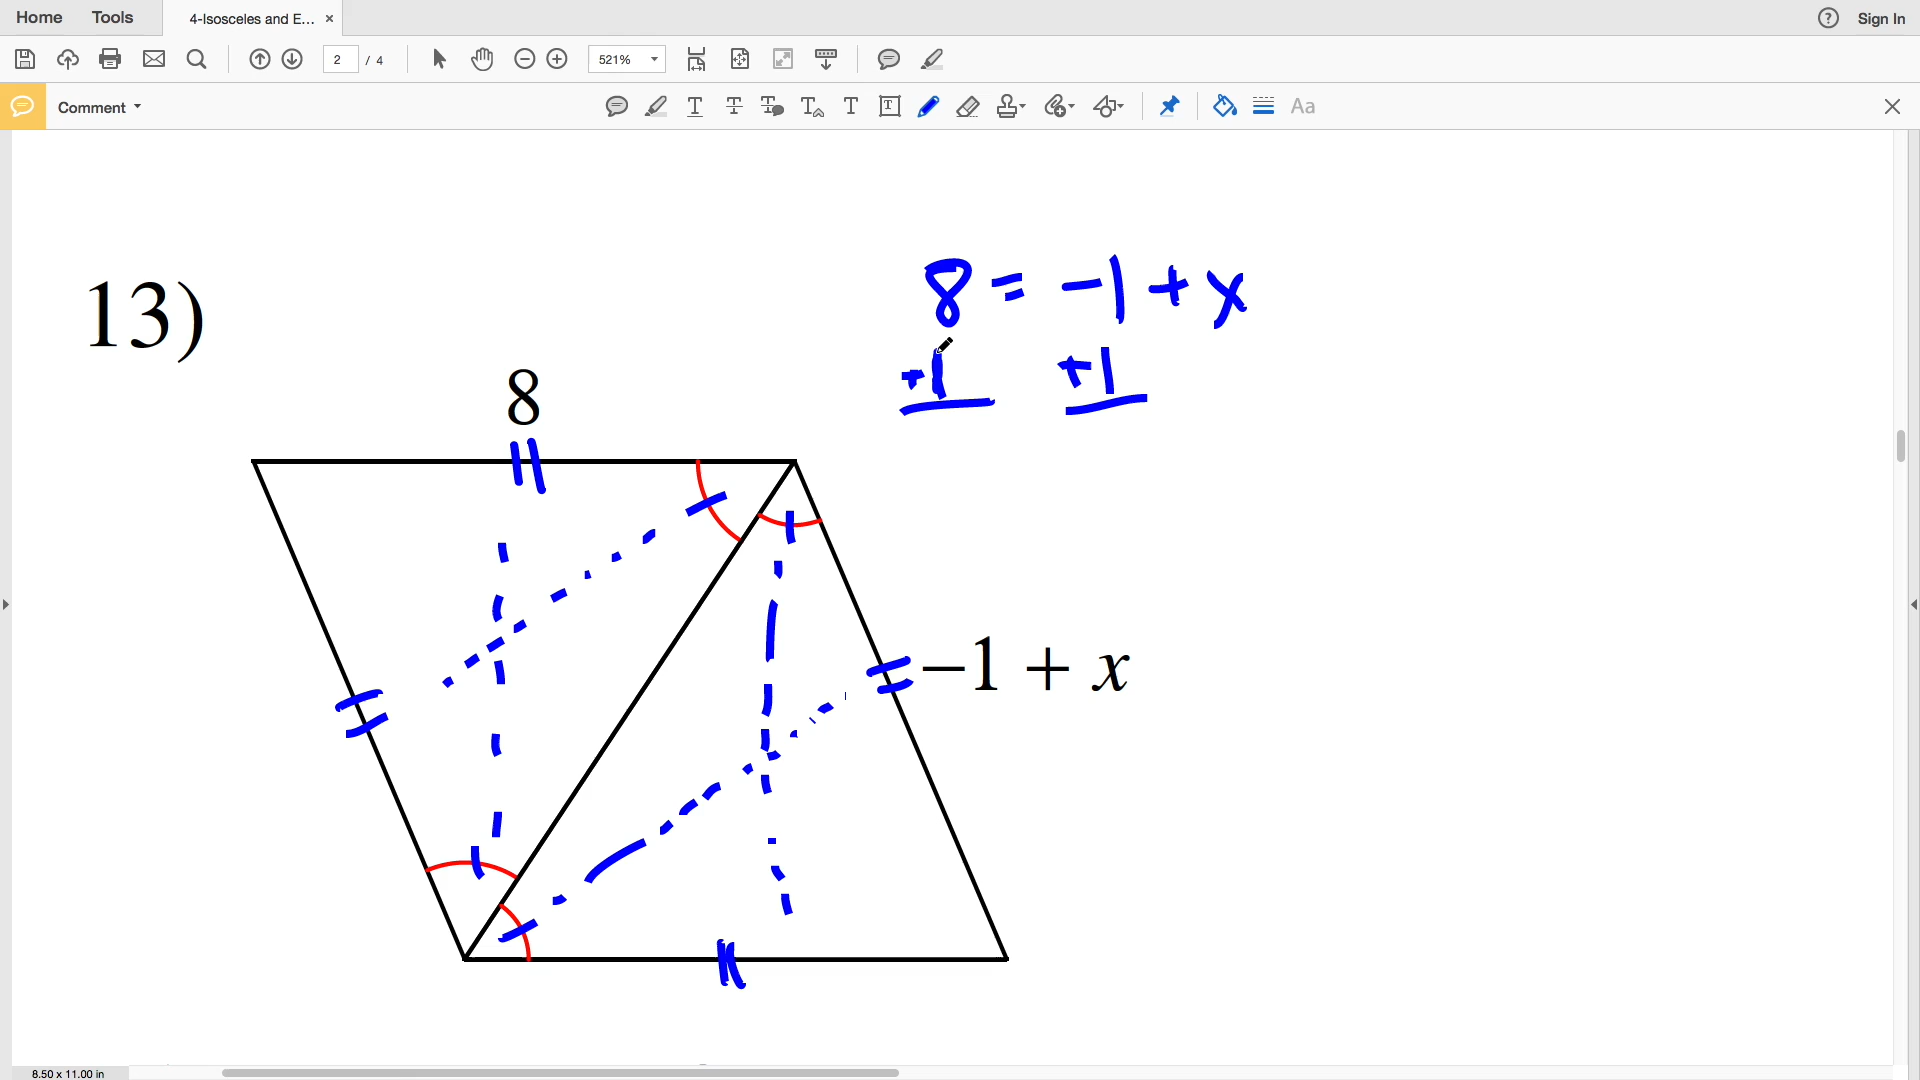 Home Tools 4-Isosceles and E... × ? Sign In
2 / 4 521%
Comment T T T T T T Aa
13)
8 = -1 + x
+1 +1
8
−1 + x
8.50 x 11.00 in